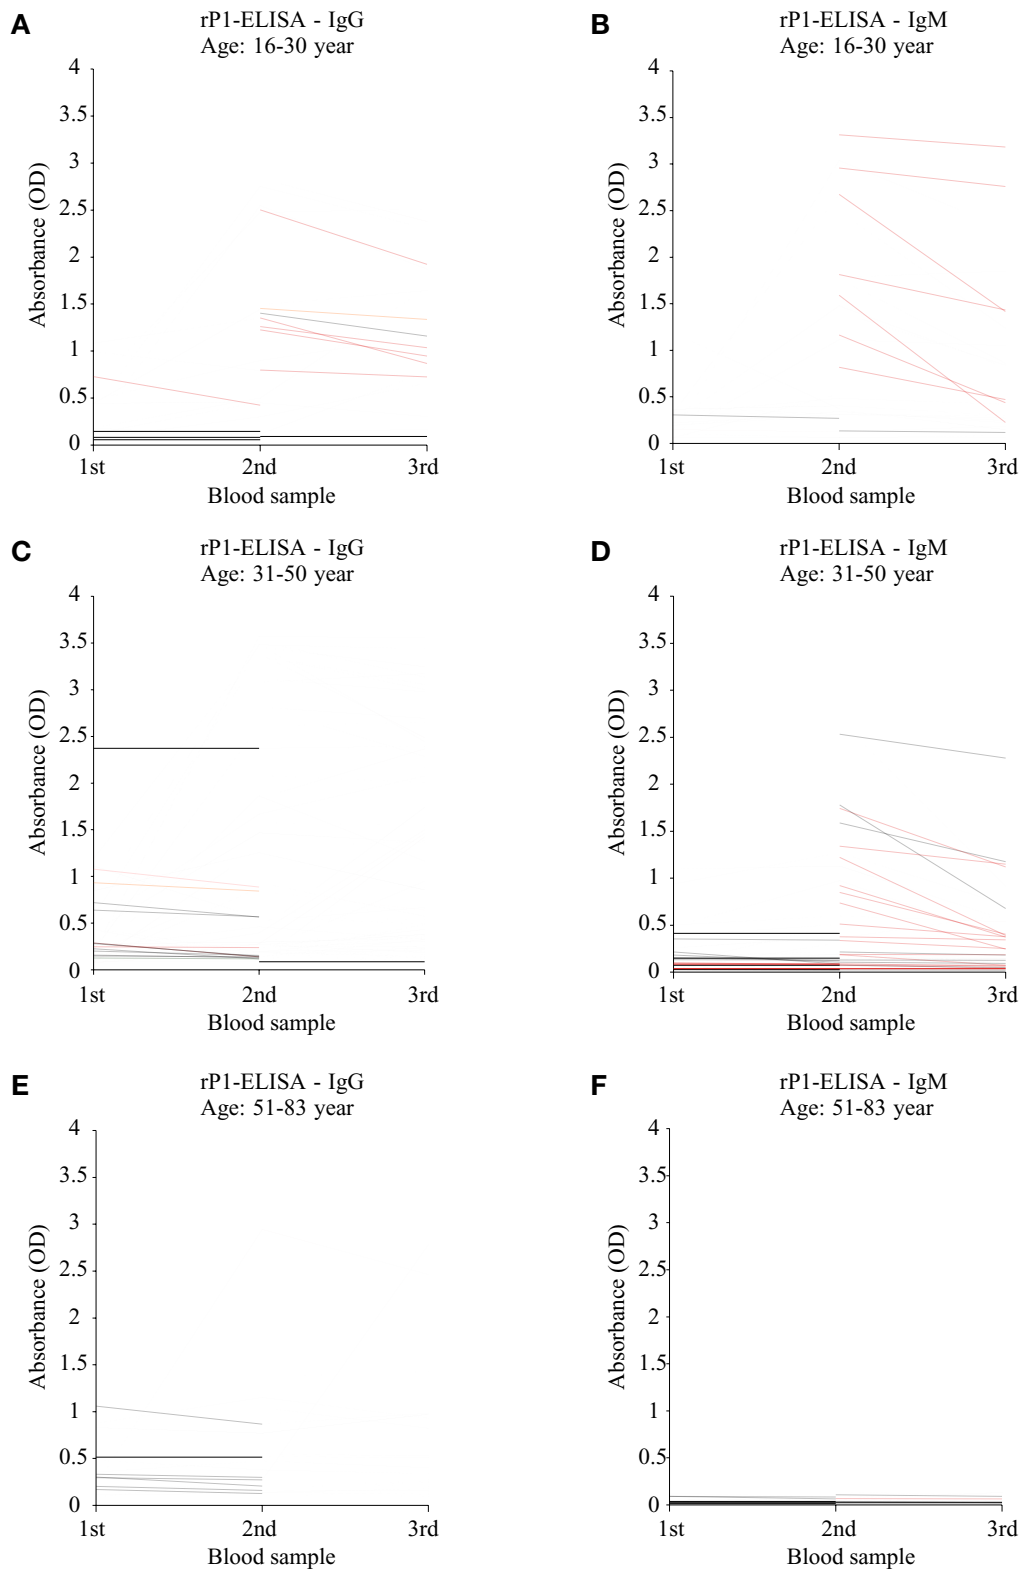 A
rP1-ELISA - IgG
Age: 16-30 year
Absorbance (OD)
4
3.5
3
2.5
2
1.5
1
0.5
0
1st 2nd 3rd
Blood sample
B
rP1-ELISA - IgM
Age: 16-30 year
Absorbance (OD)
4
3.5
3
2.5
2
1.5
1
0.5
0
1st 2nd 3rd
Blood sample
C
rP1-ELISA - IgG
Age: 31-50 year
Absorbance (OD)
4
3.5
3
2.5
2
1.5
1
0.5
0
1st 2nd 3rd
Blood sample
D
rP1-ELISA - IgM
Age: 31-50 year
Absorbance (OD)
4
3.5
3
2.5
2
1.5
1
0.5
0
1st 2nd 3rd
Blood sample
E
rP1-ELISA - IgG
Age: 51-83 year
Absorbance (OD)
4
3.5
3
2.5
2
1.5
1
0.5
0
1st 2nd 3rd
Blood sample
F
rP1-ELISA - IgM
Age: 51-83 year
Absorbance (OD)
4
3.5
3
2.5
2
1.5
1
0.5
0
1st 2nd 3rd
Blood sample